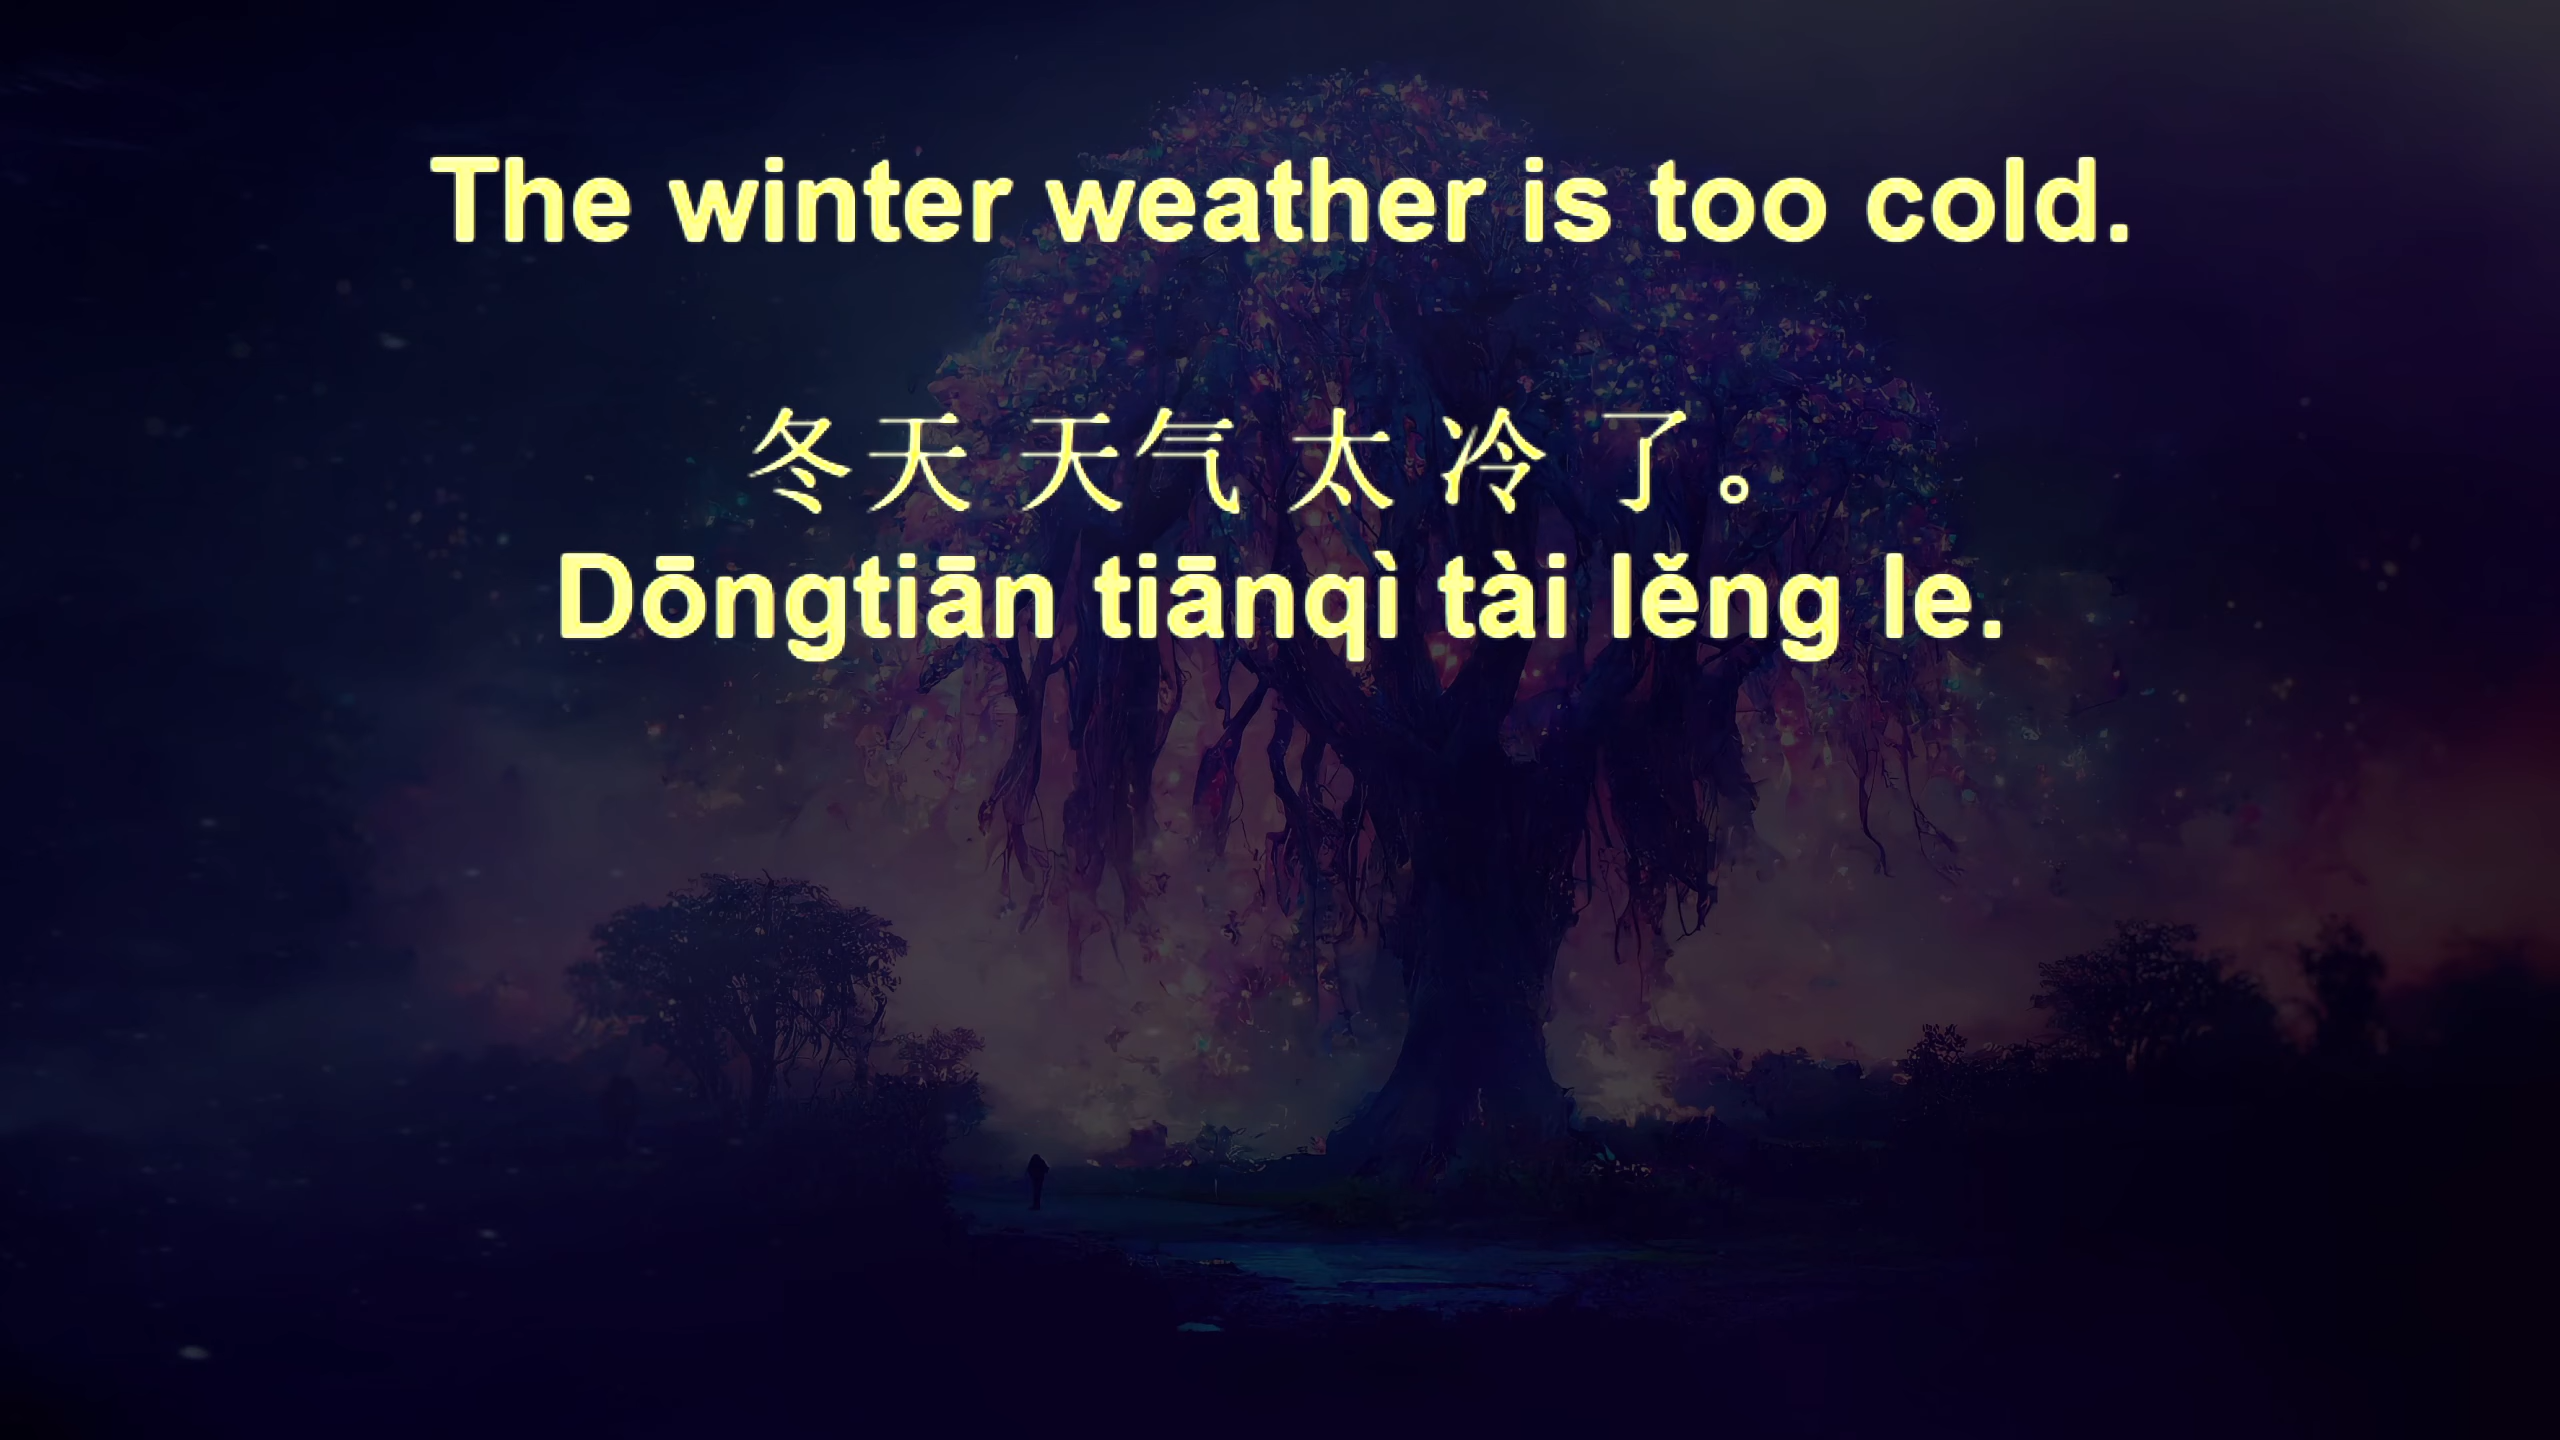 The winter weather is too cold.
冬天 天气 太 冷 了。
Dōngtiān tiānqì tài lěng le.